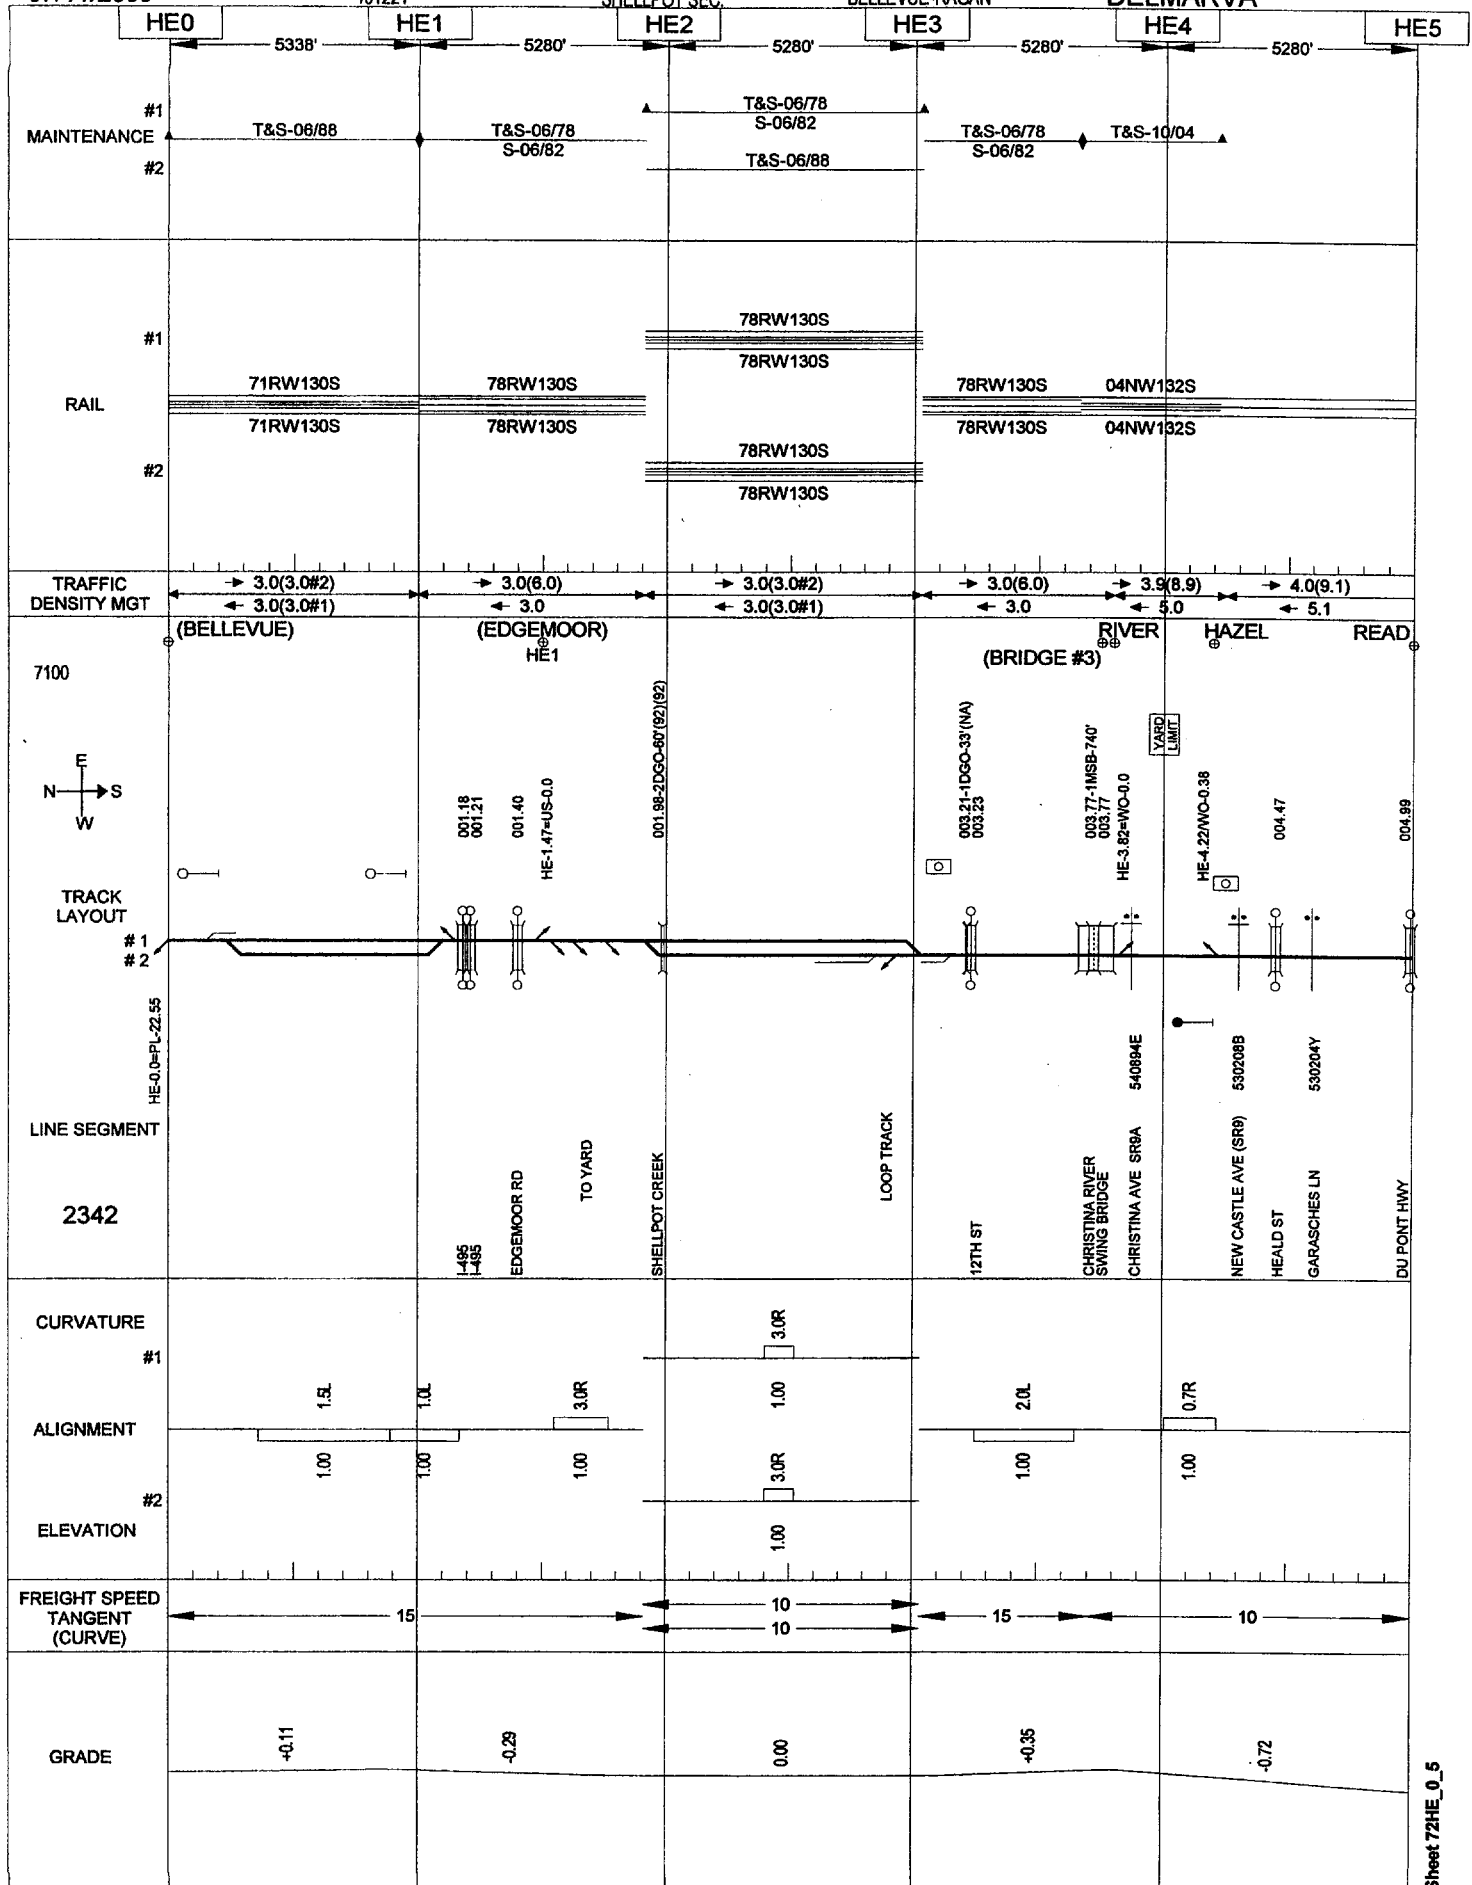 SHELLPOT SEC.
BELLEVUE-RAGAN
DELMARVA
HE0 HE1 HE2 HE3 HE4 HE5
5338' 5280' 5280' 5280' 5280'
#1
MAINTENANCE
#2
T&S-06/88
T&S-06/78
S-06/82
T&S-06/78
S-06/82
T&S-06/88
T&S-06/78
S-06/82
T&S-10/04
#1
RAIL
#2
71RW130S
71RW130S
78RW130S
78RW130S
78RW130S
78RW130S
78RW130S
78RW130S
78RW130S
78RW130S
04NW132S
04NW132S
TRAFFIC
DENSITY MGT
3.0(3.0#2) 3.0(6.0) 3.0(3.0#2) 3.0(6.0) 3.9(8.9) 4.0(9.1)
3.0(3.0#1) 3.0 3.0(3.0#1) 3.0 5.0 5.1
(BELLEVUE)
(EDGEMOOR)
HE1
(BRIDGE #3)
RIVER
HAZEL
READ
7100
E
N S
W
001.18
001.21
001.40
HE-1.47=US-0.0
001.98-2DGO-60'(92)(92)
003.21-1DGO-33'(NA)
003.23
003.77-1MSB-740'
003.77
HE-3.82=WO-0.0
YARD
LIMIT
HE-4.22/WO-0.38
004.47
004.99
TRACK
LAYOUT
# 1
# 2
HE-0.0=PL-22.55
LINE SEGMENT
2342
I-495
I-495
EDGEMOOR RD
TO YARD
SHELLPOT CREEK
LOOP TRACK
12TH ST
CHRISTINA RIVER
SWING BRIDGE
CHRISTINA AVE SR9A 540894E
NEW CASTLE AVE (SR9) 530208B
HEALD ST
GARASCHES LN 530204Y
DU PONT HWY
CURVATURE
#1
ALIGNMENT
#2
ELEVATION
1.5L
1.00
1.0L
1.00
3.0R
1.00
3.0R
1.00
3.0R
1.00
2.0L
1.00
0.7R
1.00
FREIGHT SPEED
TANGENT
(CURVE)
15
10
10
15
10
GRADE
+0.11
-0.29
0.00
+0.35
-0.72
Sheet 72HE_0_5